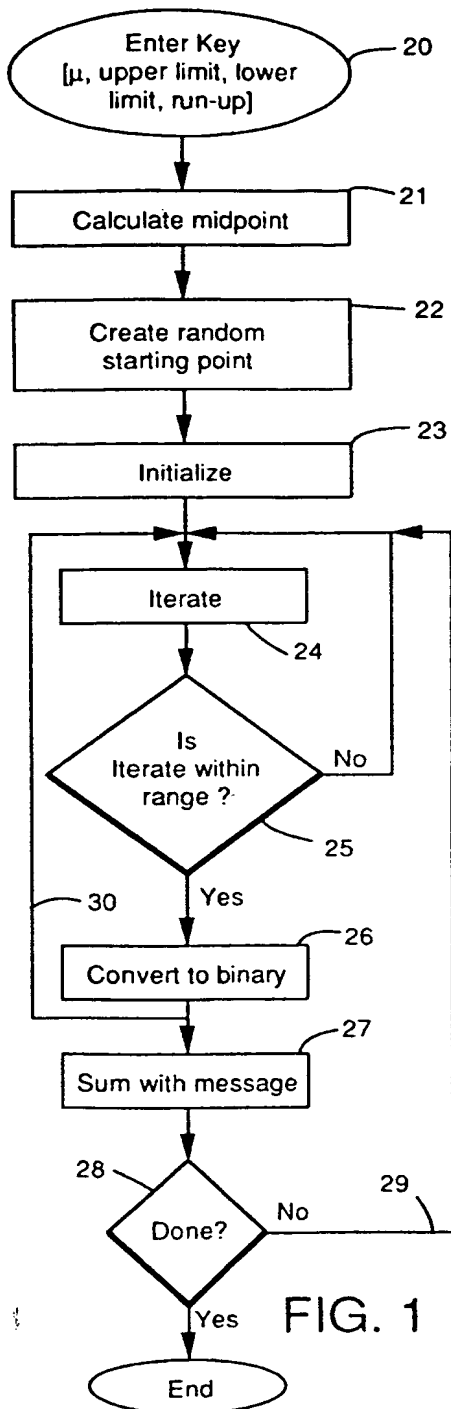 Enter Key
[µ, upper limit, lower
limit, run-up]
20
Calculate midpoint
21
Create random
starting point
22
Initialize
23
Iterate
24
Is
Iterate within
range ?
No
25
Yes
30
Convert to binary
26
Sum with message
27
28
Done?
No
29
Yes
FIG. 1
End